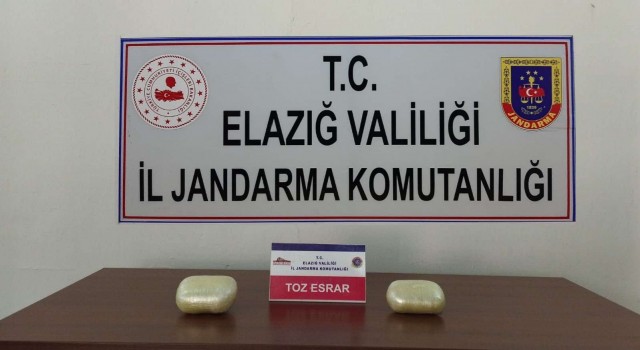 T.C.
ELAZIĞ VALİLİĞİ
İL JANDARMA KOMUTANLIĞI
JANDARMA
T.C.
ELAZIĞ VALİLİĞİ
İL JANDARMA KOMUTANLIĞI
TOZ ESRAR